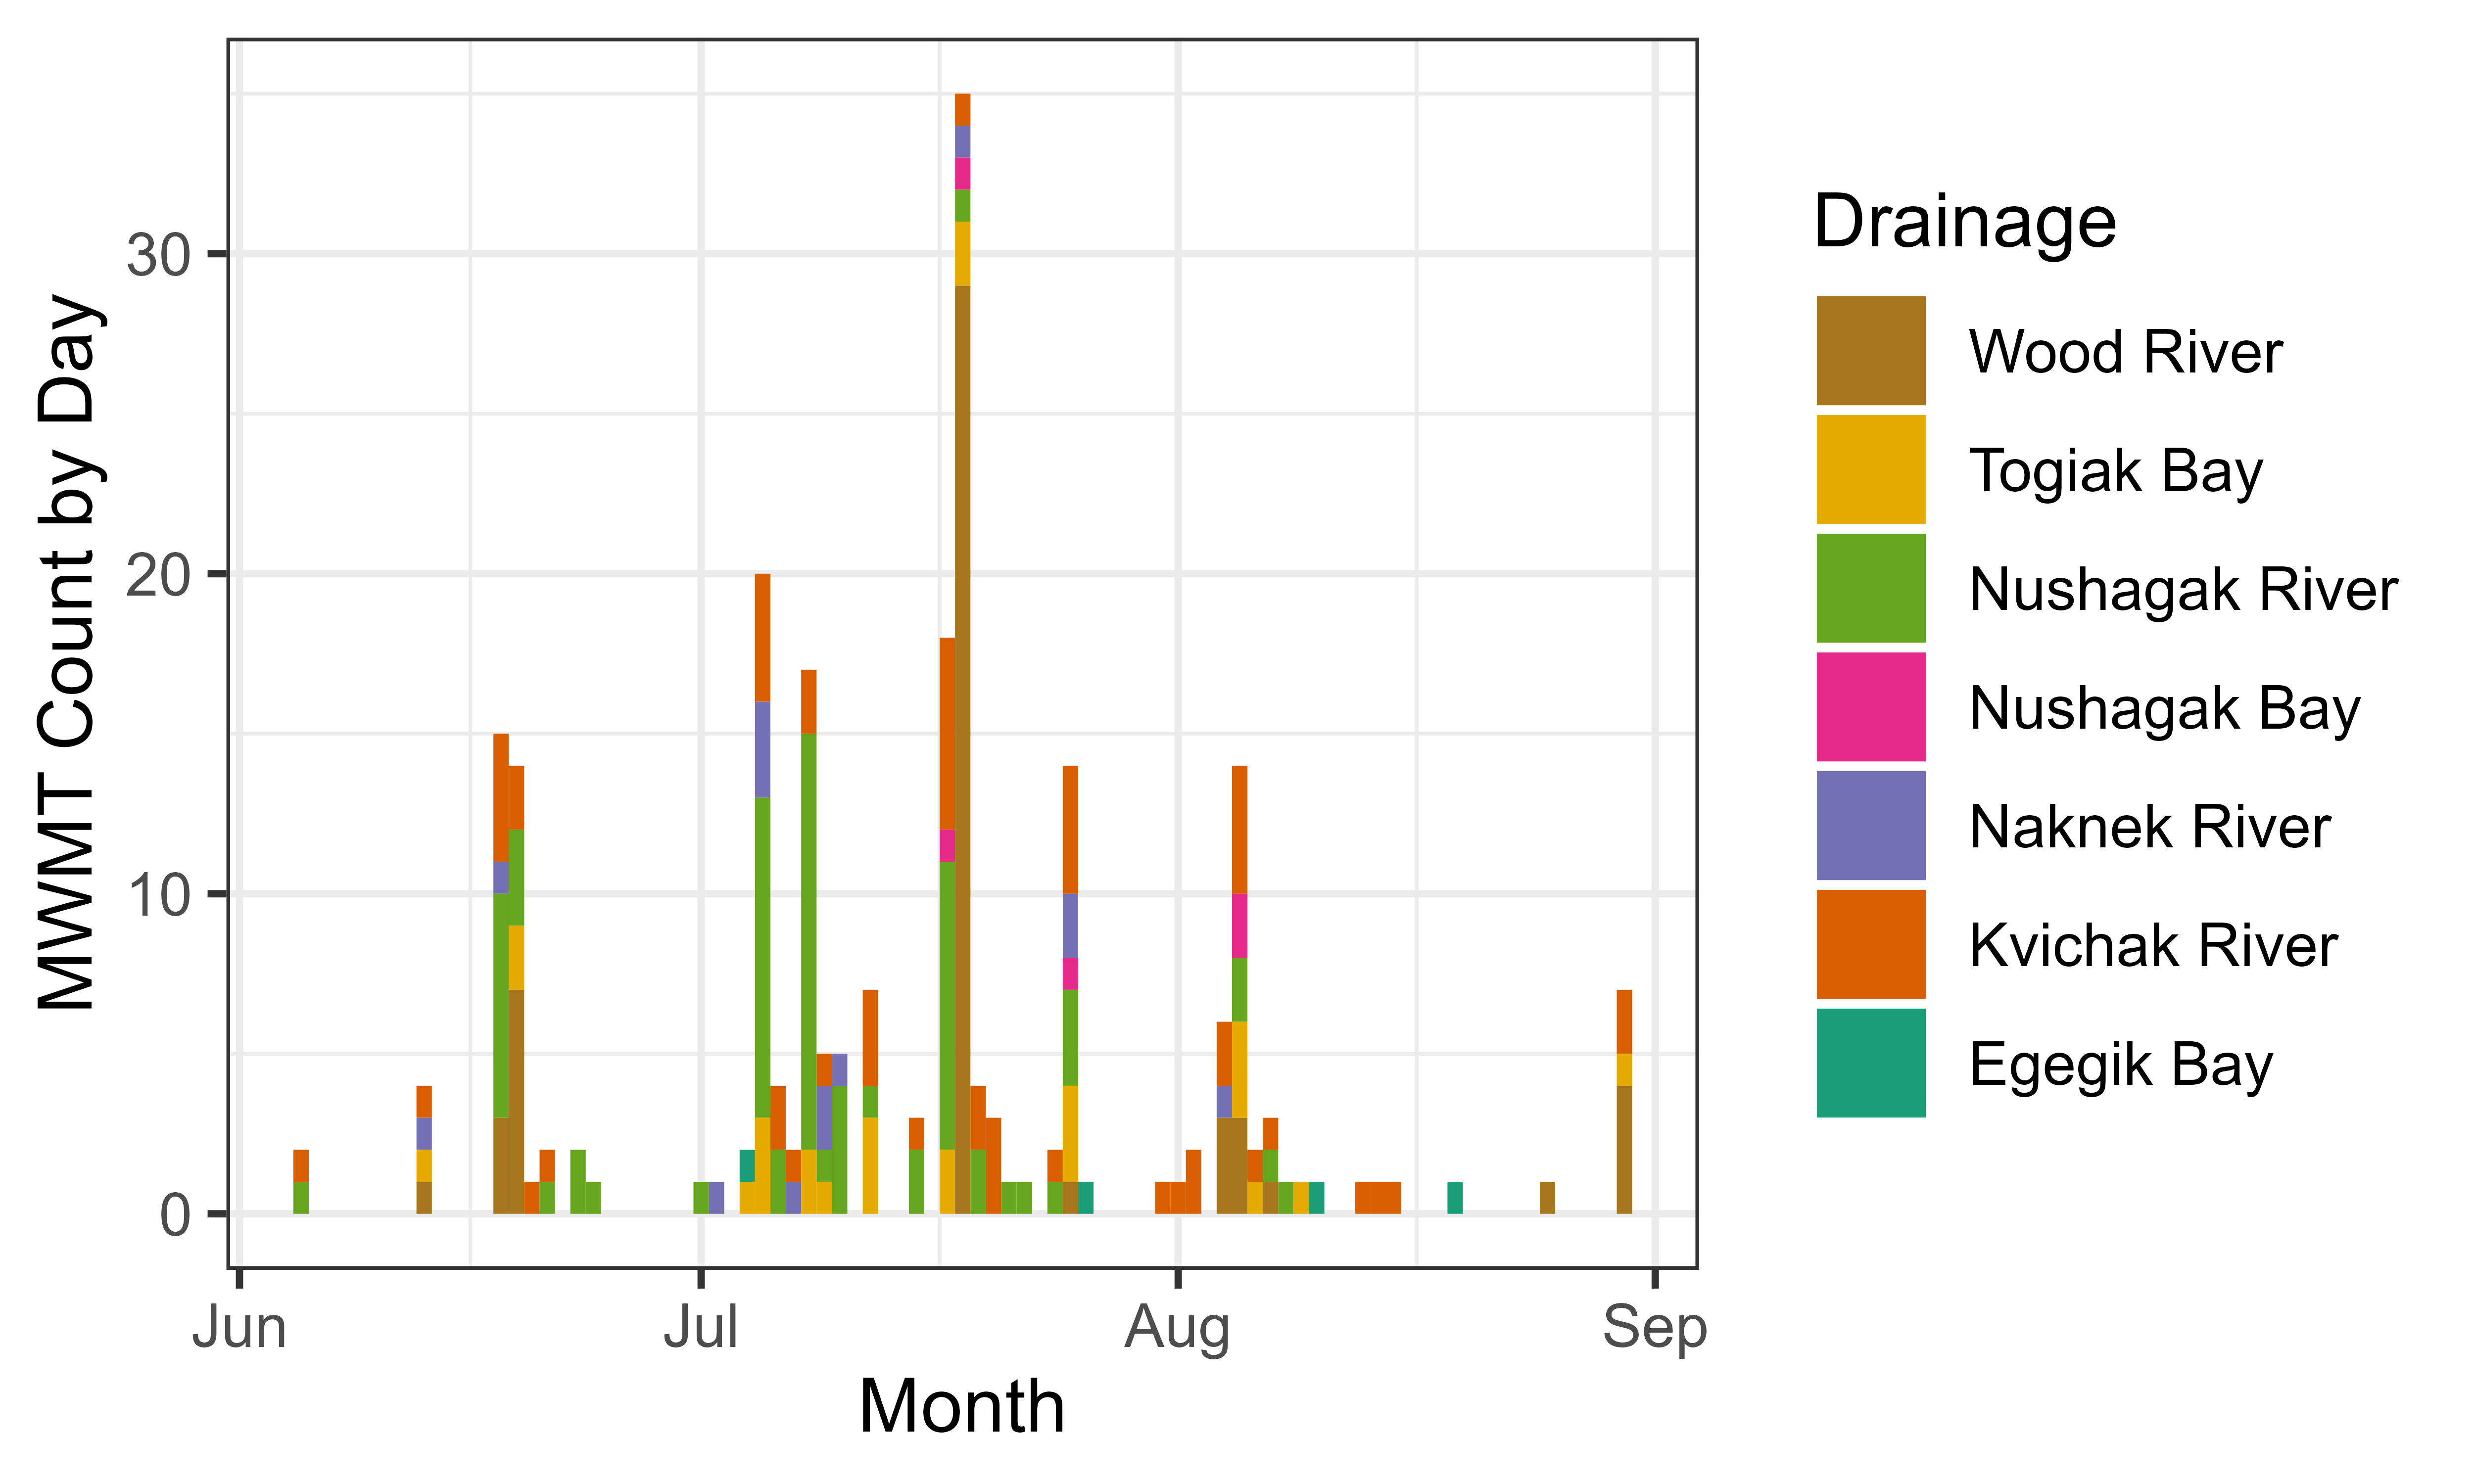 MWMT Count by Day
30
20
10
0
Jun
Jul
Aug
Sep
Month
Drainage
Wood River
Togiak Bay
Nushagak River
Nushagak Bay
Naknek River
Kvichak River
Egegik Bay